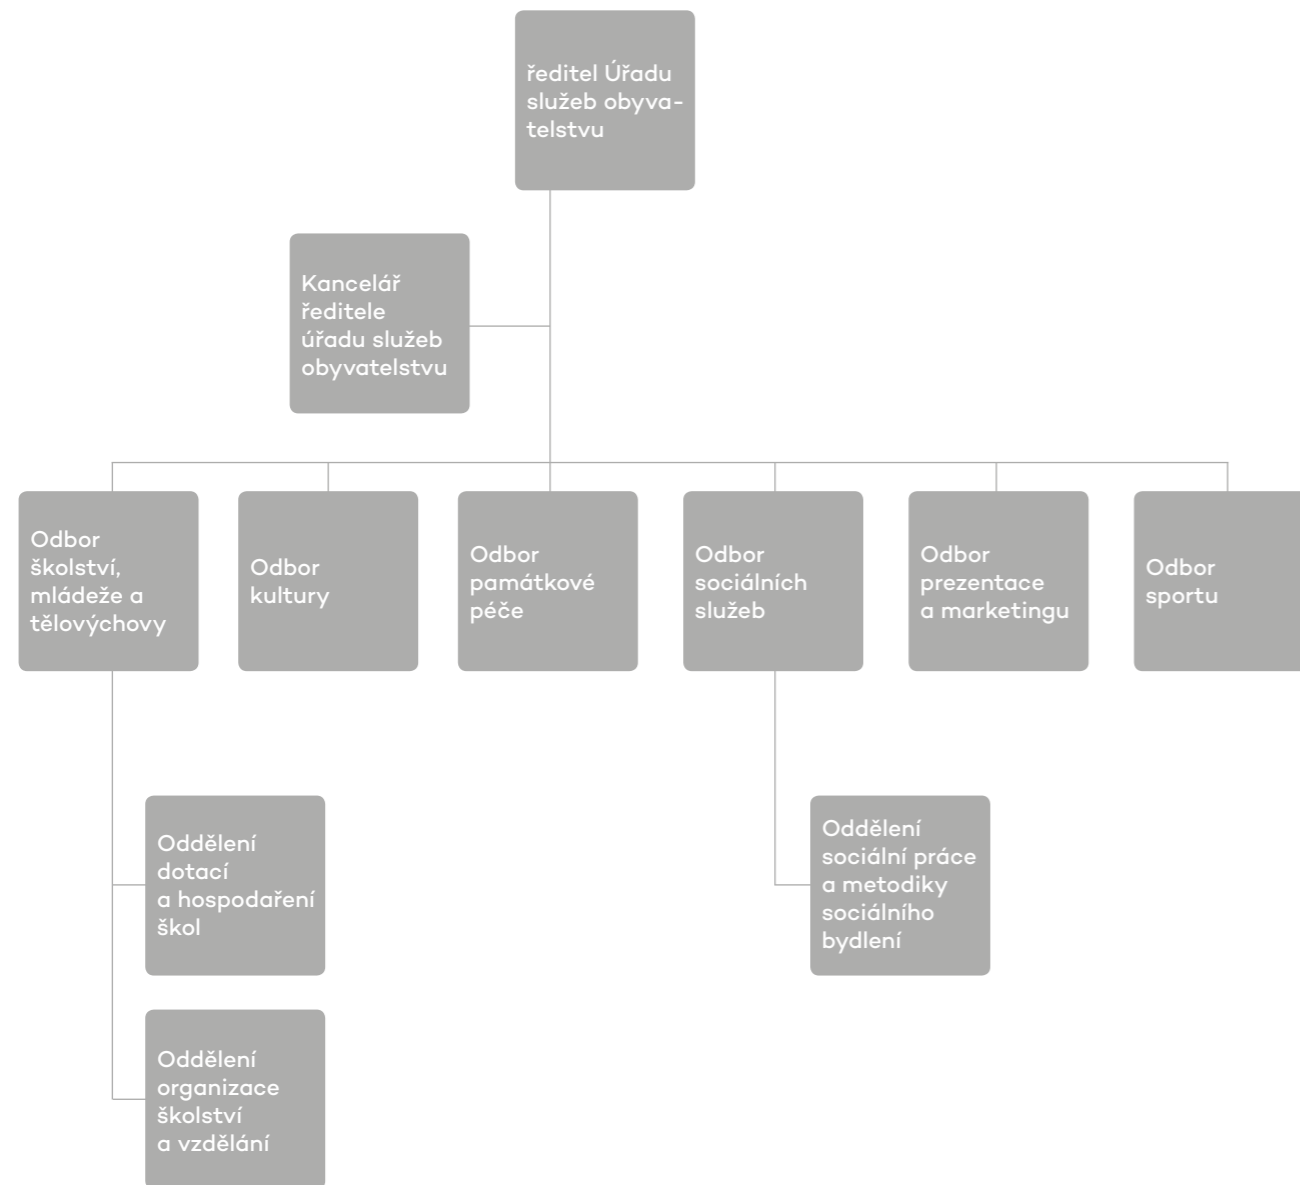 ředitel Úřadu
služeb obyva-
telstvu
Kancelář
ředitele
úřadu služeb
obyvatelstvu
Odbor
školství,
mládeže a
tělovýchovy
Odbor
kultury
Odbor
památkové
péče
Odbor
sociálních
služeb
Odbor
prezentace
a marketingu
Odbor
sportu
Oddělení
dotací
a hospodaření
škol
Oddělení
sociální práce
a metodiky
sociálního
bydlení
Oddělení
organizace
školství
a vzdělání